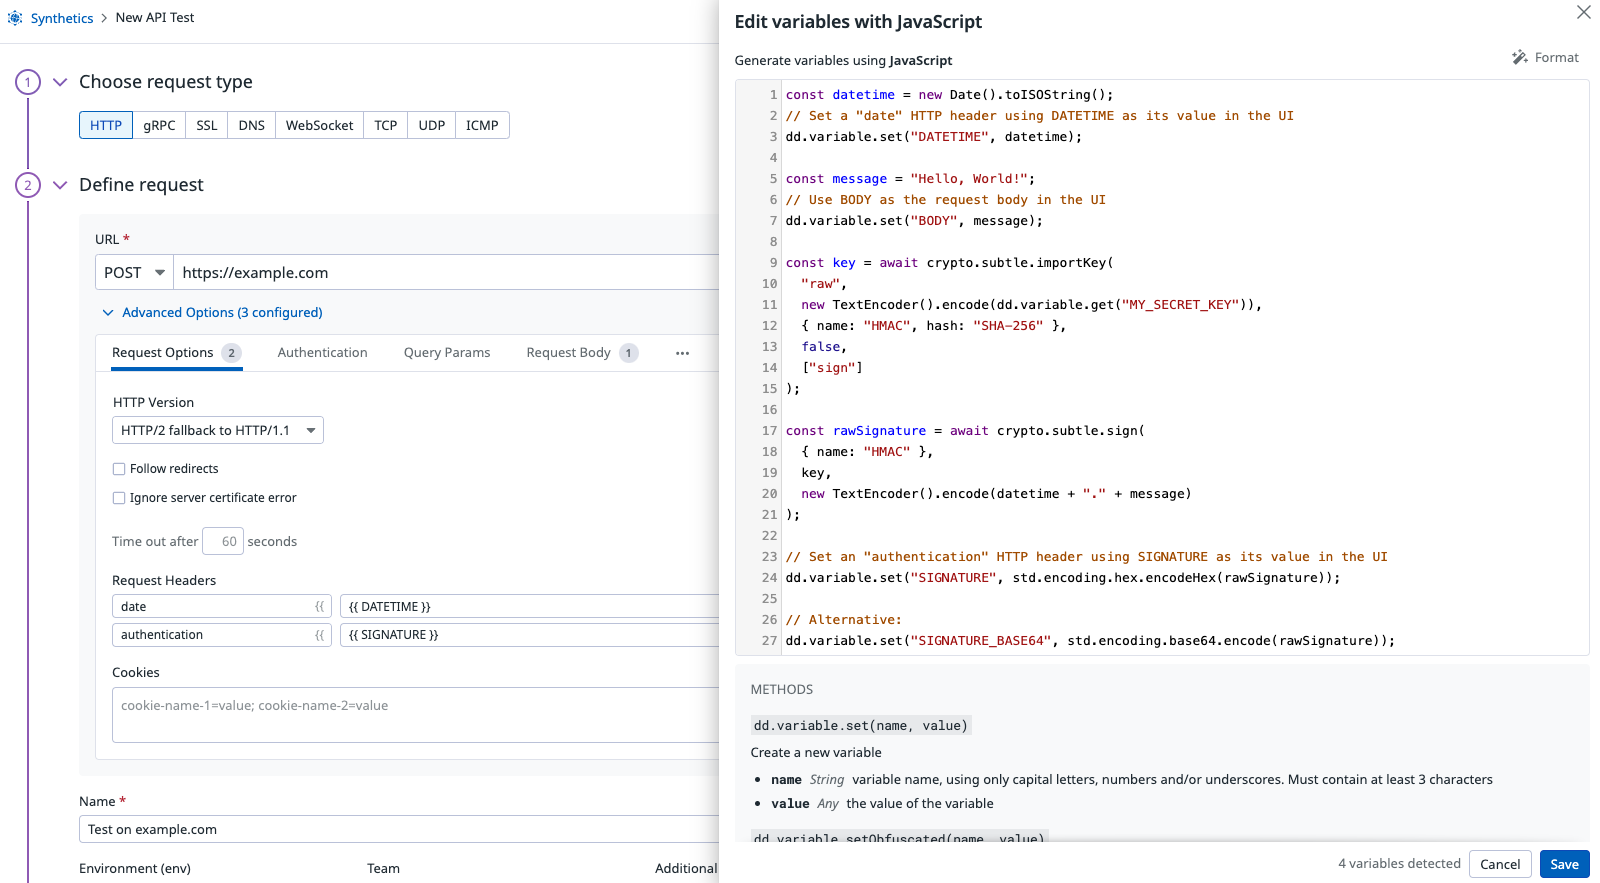 Synthetics > New API Test
1 Choose request type
HTTP gRPC SSL DNS WebSocket TCP UDP ICMP
2 Define request
URL *
POST https://example.com
Advanced Options (3 configured)
Request Options 2 Authentication Query Params Request Body 1 ...
HTTP Version
HTTP/2 fallback to HTTP/1.1
Follow redirects
Ignore server certificate error
Time out after 60 seconds
Request Headers
date {{ {{ DATETIME }}
authentication {{ {{ SIGNATURE }}
Cookies
cookie-name-1=value; cookie-name-2=value
Name *
Test on example.com
Environment (env) Team Additional
Edit variables with JavaScript
Generate variables using JavaScript
Format
1 const datetime = new Date().toISOString();
2 // Set a "date" HTTP header using DATETIME as its value in the UI
3 dd.variable.set("DATETIME", datetime);
4
5 const message = "Hello, World!";
6 // Use BODY as the request body in the UI
7 dd.variable.set("BODY", message);
8
9 const key = await crypto.subtle.importKey(
10 "raw",
11 new TextEncoder().encode(dd.variable.get("MY_SECRET_KEY")),
12 { name: "HMAC", hash: "SHA-256" },
13 false,
14 ["sign"]
15 );
16
17 const rawSignature = await crypto.subtle.sign(
18 { name: "HMAC" },
19 key,
20 new TextEncoder().encode(datetime + "." + message)
21 );
22
23 // Set an "authentication" HTTP header using SIGNATURE as its value in the UI
24 dd.variable.set("SIGNATURE", std.encoding.hex.encodeHex(rawSignature));
25
26 // Alternative:
27 dd.variable.set("SIGNATURE_BASE64", std.encoding.base64.encode(rawSignature));
METHODS
dd.variable.set(name, value)
Create a new variable
• name String variable name, using only capital letters, numbers and/or underscores. Must contain at least 3 characters
• value Any the value of the variable
dd.variable.setObfuscated(name, value)
4 variables detected Cancel Save